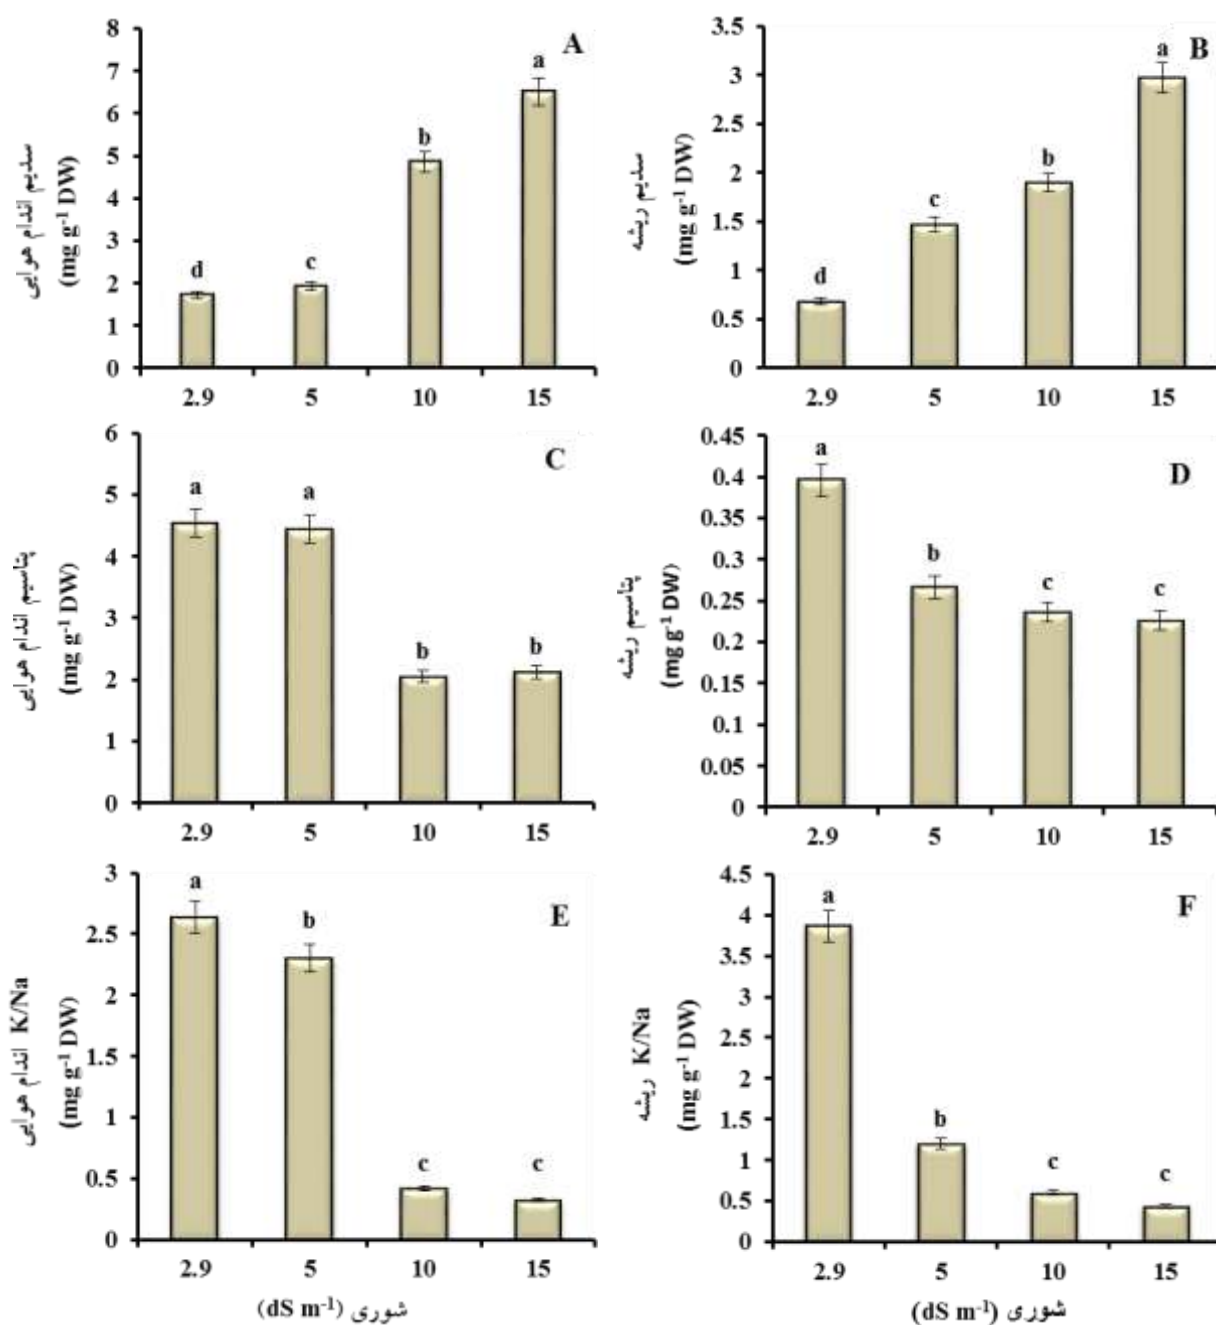 A
سدیم اندام هوایی
(mg g-1 DW)
8
7
6
5
4
3
2
1
0
d
c
b
a
2.9 5 10 15
B
سدیم ریشه
(mg g-1 DW)
3.5
3
2.5
2
1.5
1
0.5
0
d
c
b
a
2.9 5 10 15
C
پتاسیم اندام هوایی
(mg g-1 DW)
6
5
4
3
2
1
0
a
a
b
b
2.9 5 10 15
D
پتاسیم ریشه
(mg g-1 DW)
0.45
0.4
0.35
0.3
0.25
0.2
0.15
0.1
0.05
0
a
b
c
c
2.9 5 10 15
E
K/Na اندام هوایی
(mg g-1 DW)
3
2.5
2
1.5
1
0.5
0
a
b
c
c
2.9 5 10 15
شوری (dS m-1)
F
K/Na ریشه
(mg g-1 DW)
4.5
4
3.5
3
2.5
2
1.5
1
0.5
0
a
b
c
c
2.9 5 10 15
شوری (dS m-1)